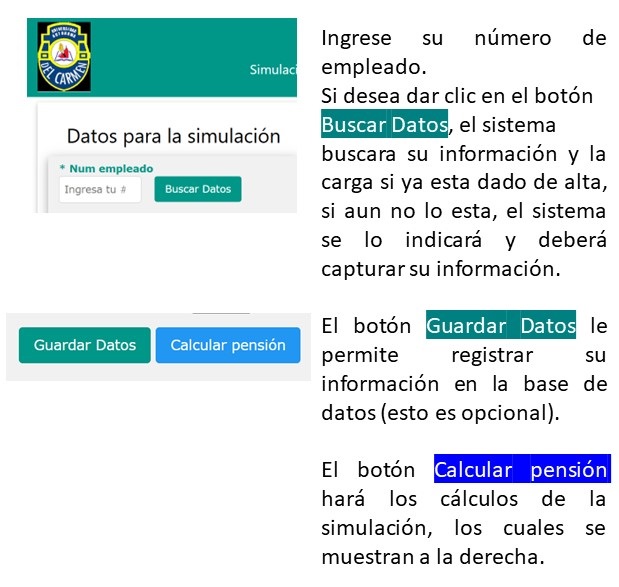 UNIVERSIDAD
AUTONOMA
DEL CARMEN
Simulaci
Datos para la simulación
* Num empleado
Ingresa tu #
Buscar Datos
Guardar Datos
Calcular pensión
Ingrese su número de
empleado.
Si desea dar clic en el botón
Buscar Datos, el sistema
buscara su información y la
carga si ya esta dado de alta,
si aun no lo esta, el sistema
se lo indicará y deberá
capturar su información.
El botón Guardar Datos le
permite registrar su
información en la base de
datos (esto es opcional).
El botón Calcular pensión
hará los cálculos de la
simulación, los cuales se
muestran a la derecha.